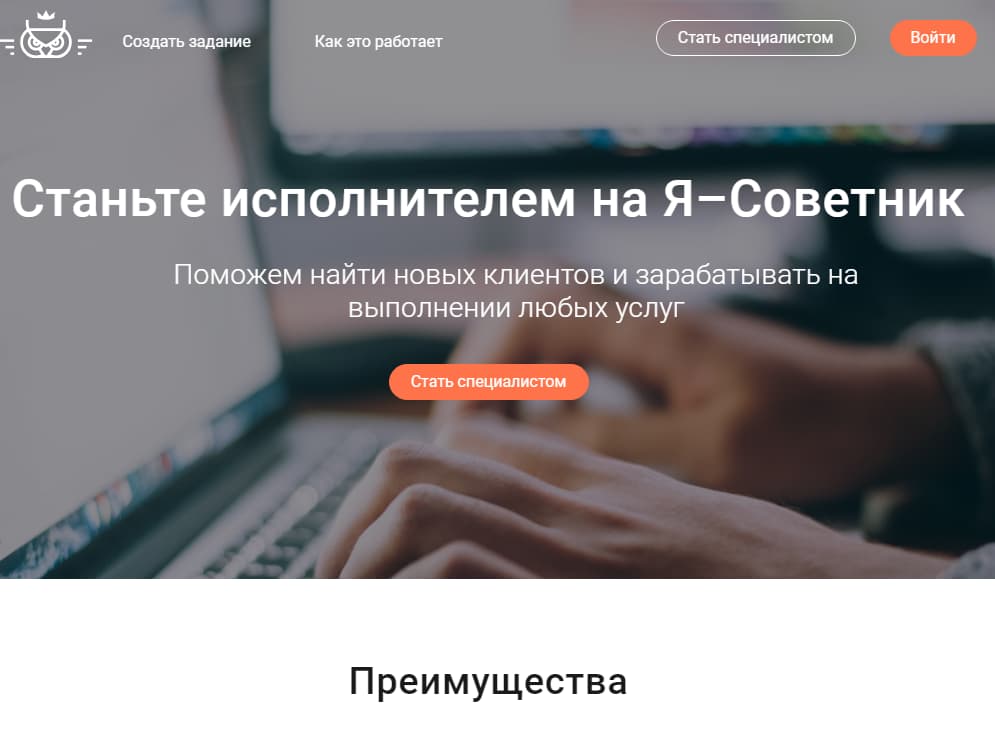 Создать задание
Как это работает
Стать специалистом
Войти
Станьте исполнителем на Я–Советник
Поможем найти новых клиентов и зарабатывать на
выполнении любых услуг
Стать специалистом
Преимущества